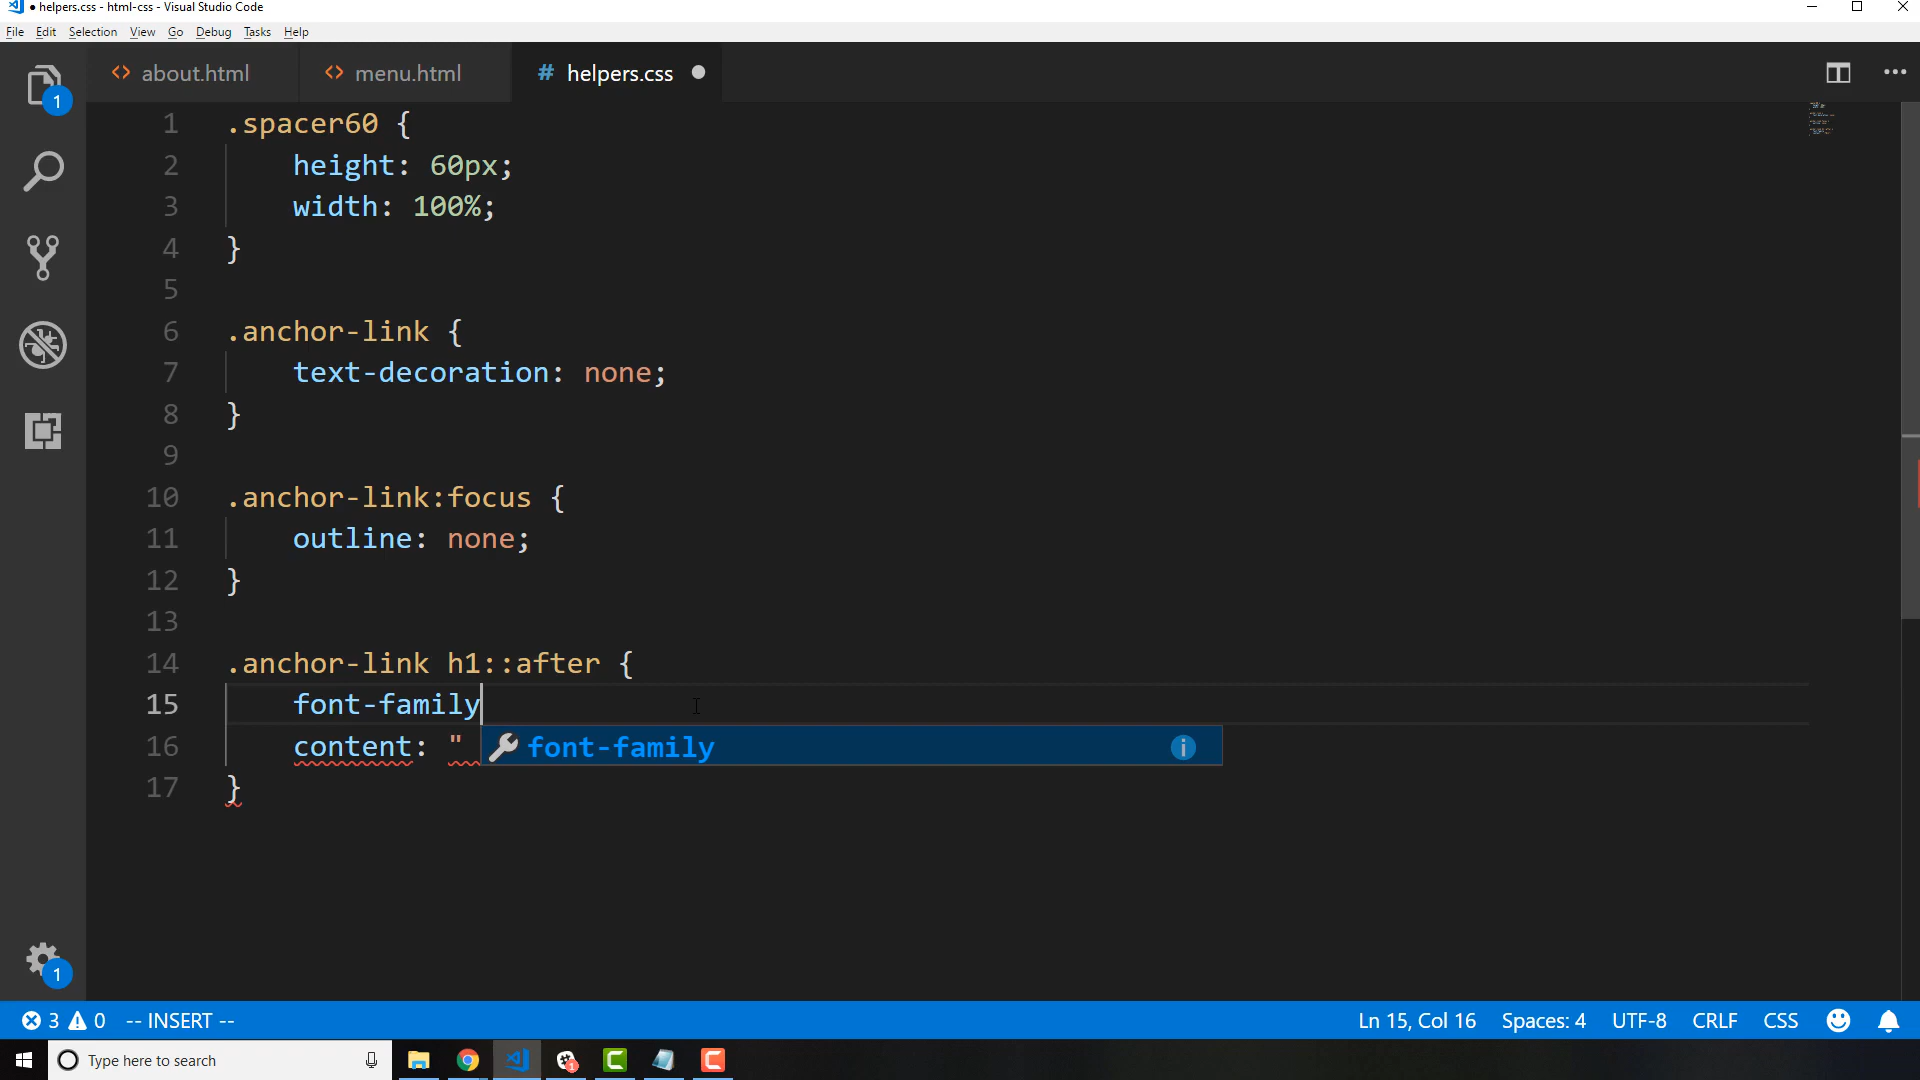 ● helpers.css - html-css - Visual Studio Code
File Edit Selection View Go Debug Tasks Help
1
<> about.html <> menu.html # helpers.css ●
1 .spacer60 {
2 height: 60px;
3 width: 100%;
4 }
5
6 .anchor-link {
7 text-decoration: none;
8 }
9
10 .anchor-link:focus {
11 outline: none;
12 }
13
14 .anchor-link h1::after {
15 font-family
16 content: " font-family
17 }
1
3 0 -- INSERT -- Ln 15, Col 16 Spaces: 4 UTF-8 CRLF CSS
Type here to search
1